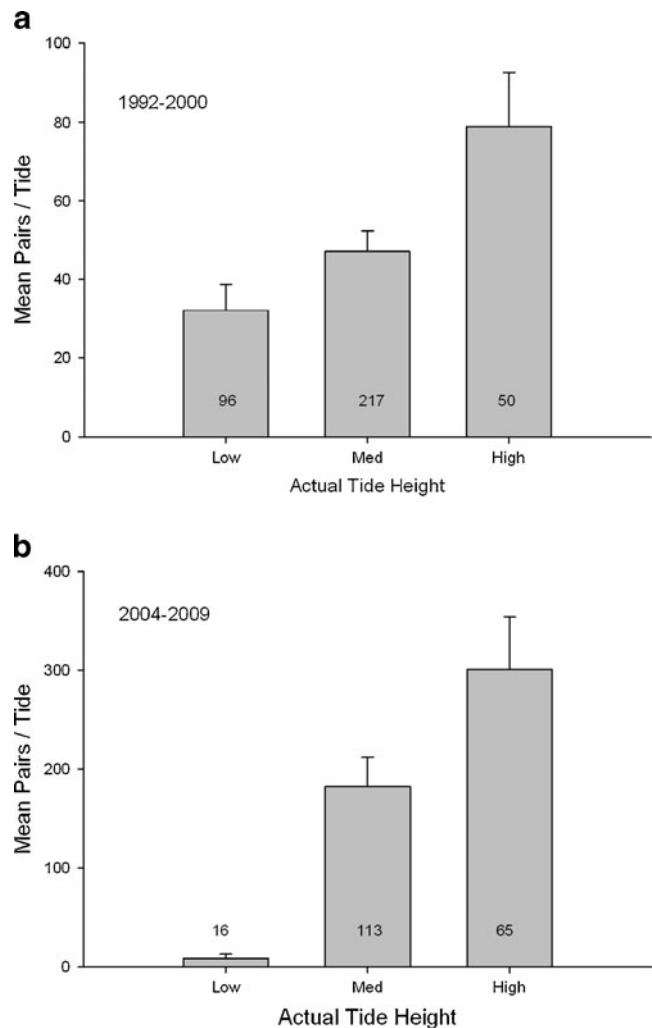 a
100
1992-2000
80
60
40
20
0
Mean Pairs / Tide
96
217
50
Low
Med
High
Actual Tide Height
b
400
2004-2009
300
200
100
0
Mean Pairs / Tide
16
113
65
Low
Med
High
Actual Tide Height